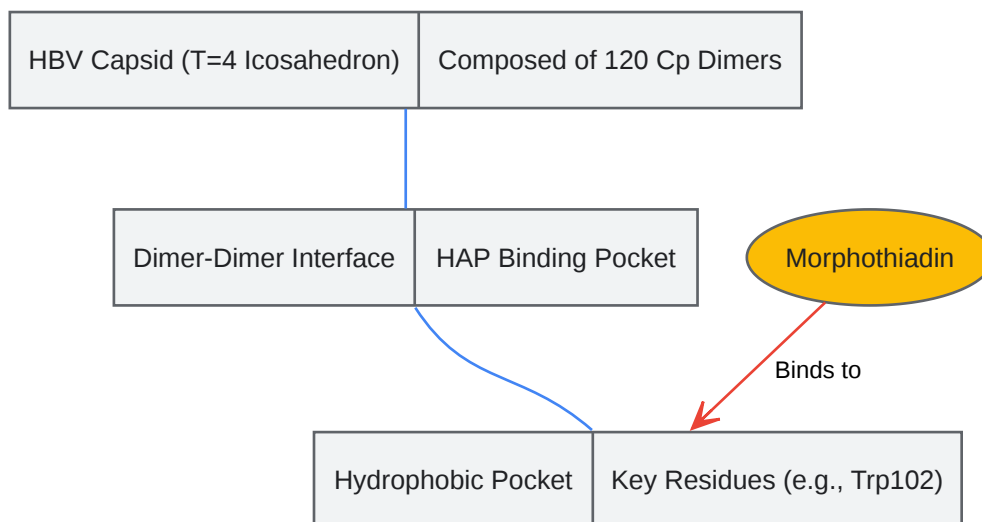 HBV Capsid (T=4 Icosahedron)
Composed of 120 Cp Dimers
Dimer-Dimer Interface
HAP Binding Pocket
Morphothiadin
Binds to
Hydrophobic Pocket
Key Residues (e.g., Trp102)